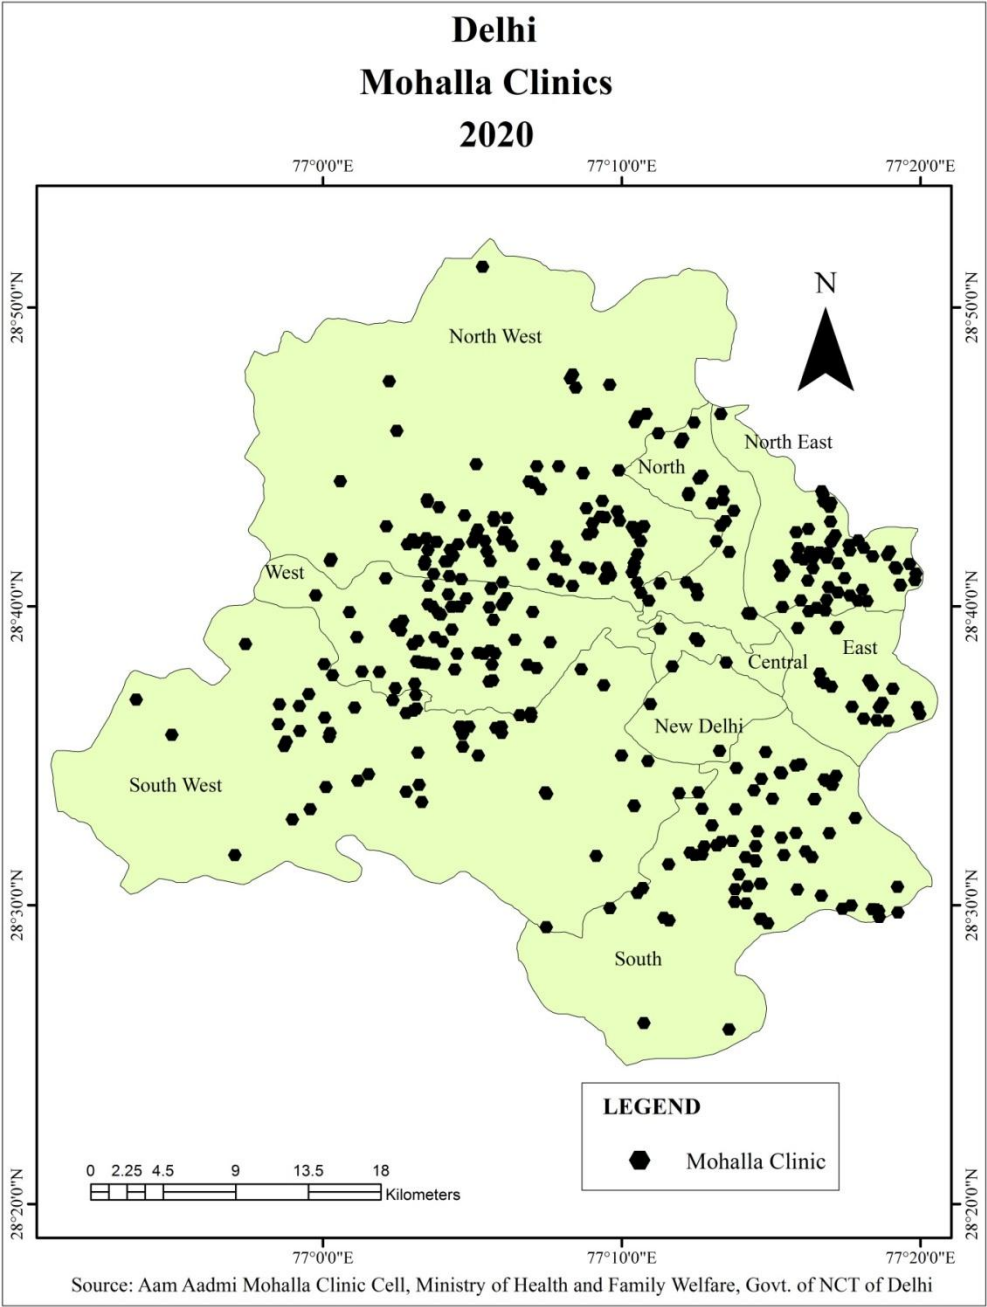 Delhi
Mohalla Clinics
2020
77°0'0"E 77°10'0"E 77°20'0"E
28°50'0"N 28°50'0"N
N
North West
North East
North
West
28°40'0"N 28°40'0"N
East
Central
New Delhi
South West
28°30'0"N 28°30'0"N
South
LEGEND
Mohalla Clinic
0 2.25 4.5 9 13.5 18
Kilometers
28°20'0"N 28°20'0"N
77°0'0"E 77°10'0"E 77°20'0"E
Source: Aam Aadmi Mohalla Clinic Cell, Ministry of Health and Family Welfare, Govt. of NCT of Delhi